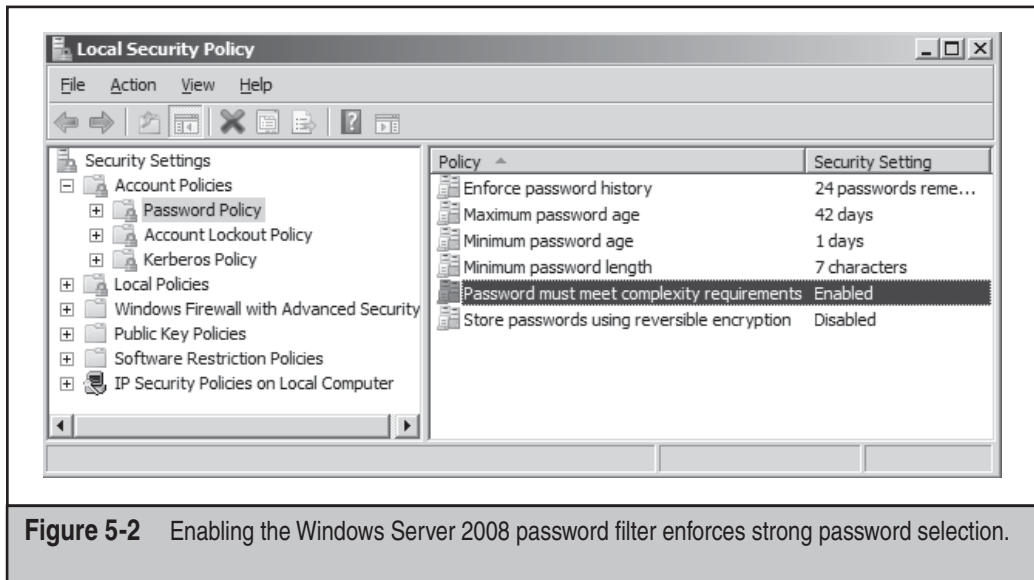 Local Security Policy
File Action View Help
Security Settings
Account Policies
Password Policy
Account Lockout Policy
Kerberos Policy
Local Policies
Windows Firewall with Advanced Security
Public Key Policies
Software Restriction Policies
IP Security Policies on Local Computer
Policy Security Setting
Enforce password history 24 passwords reme...
Maximum password age 42 days
Minimum password age 1 days
Minimum password length 7 characters
Password must meet complexity requirements Enabled
Store passwords using reversible encryption Disabled
Figure 5-2 Enabling the Windows Server 2008 password filter enforces strong password selection.